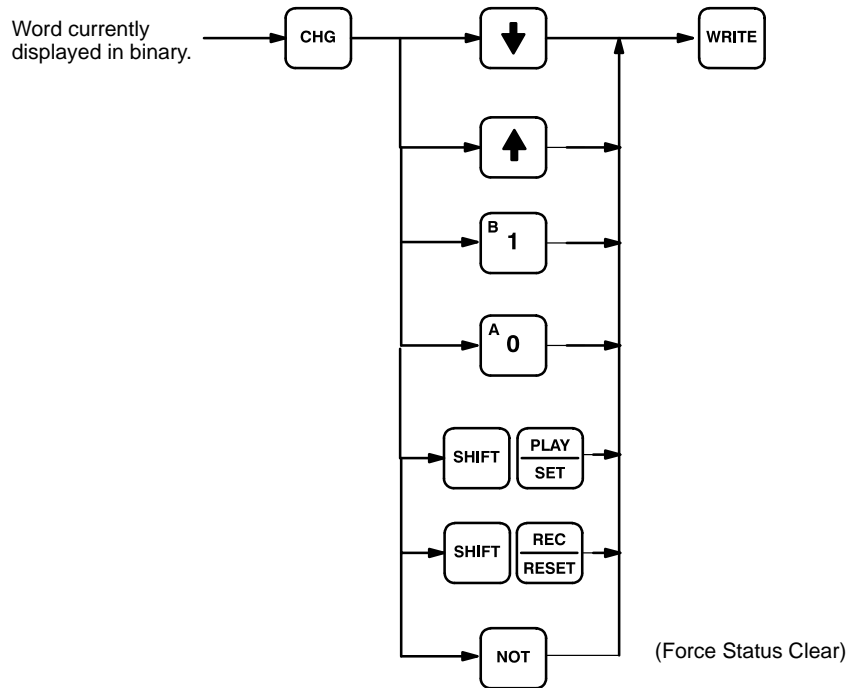 Word currently
displayed in binary.
CHG
WRITE
B
1
A
0
SHIFT
PLAY
SET
SHIFT
REC
RESET
NOT
(Force Status Clear)